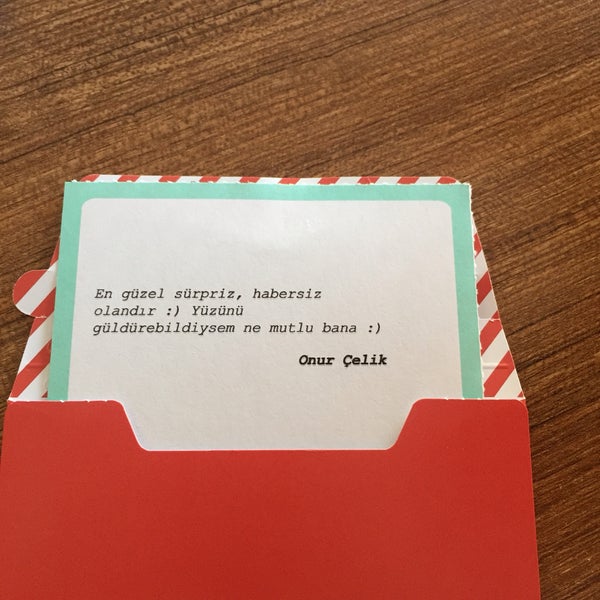 En güzel sürpriz, habersiz
olandır :) Yüzünü
güldürebildiysem ne mutlu bana :)
Onur Çelik